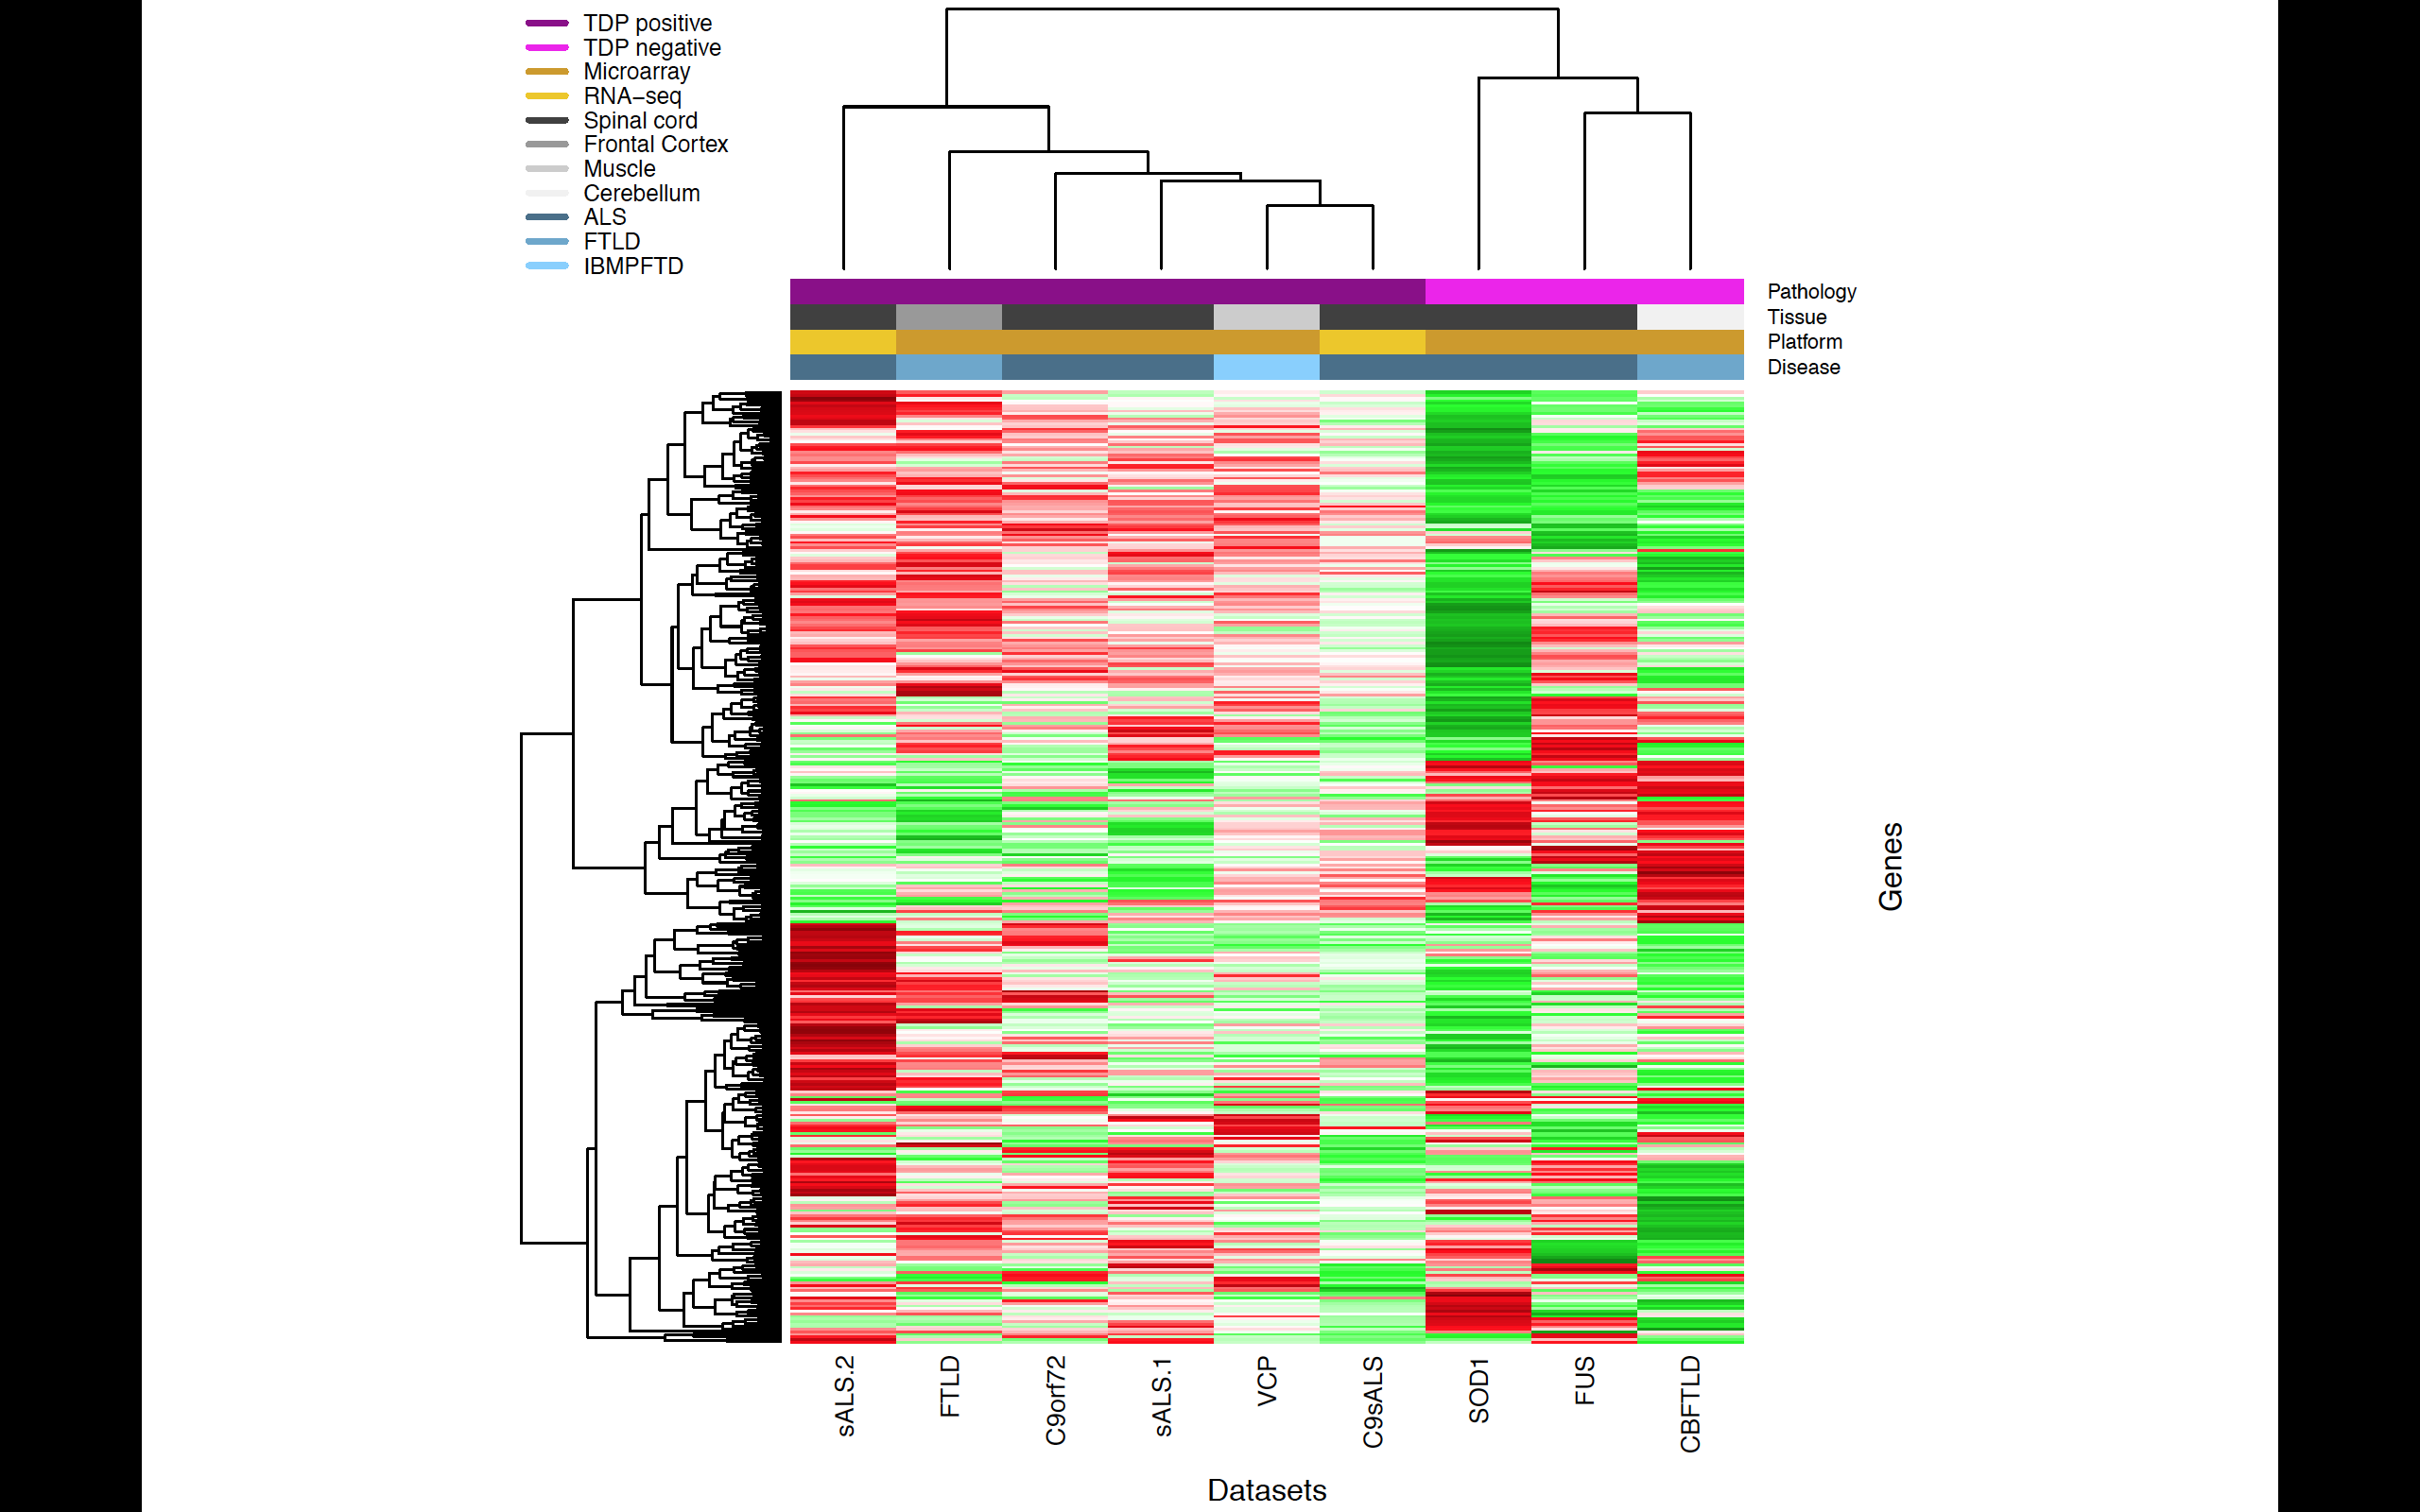 TDP positive
TDP negative
Microarray
RNA−seq
Spinal cord
Frontal Cortex
Muscle
Cerebellum
ALS
FTLD
IBMPFTD
Pathology
Tissue
Platform
Disease
Genes
sALS.2
FTLD
C9orf72
sALS.1
VCP
C9sALS
SOD1
FUS
CBFTLD
Datasets